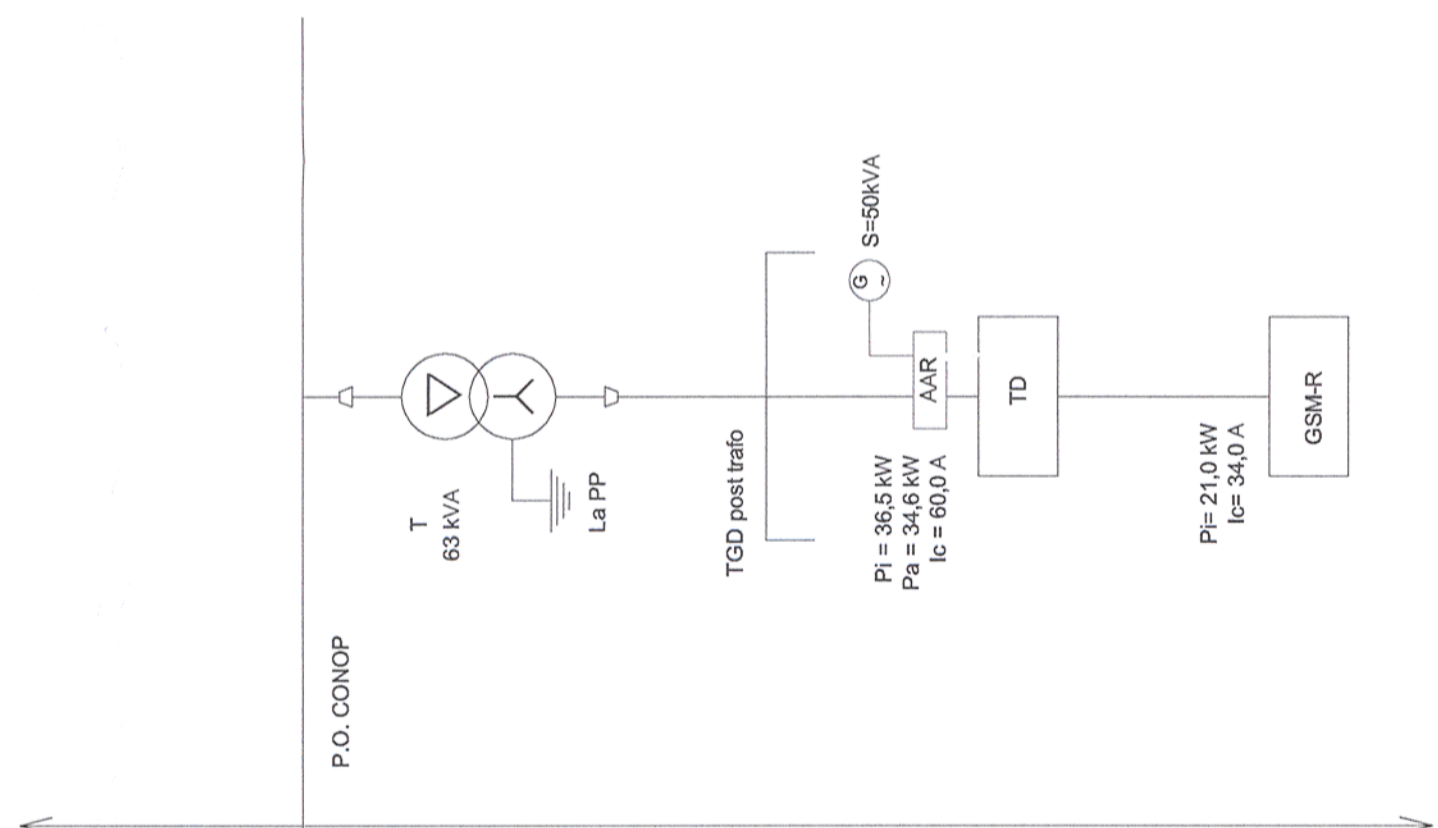 P.O. CONOP
T
63 kVA
La PP
TGD post trafo
G
~
S=50kVA
Pi = 36,5 kW
Pa = 34,6 kW
Ic = 60,0 A
AAR
TD
Pi= 21,0 kW
Ic= 34,0 A
GSM-R